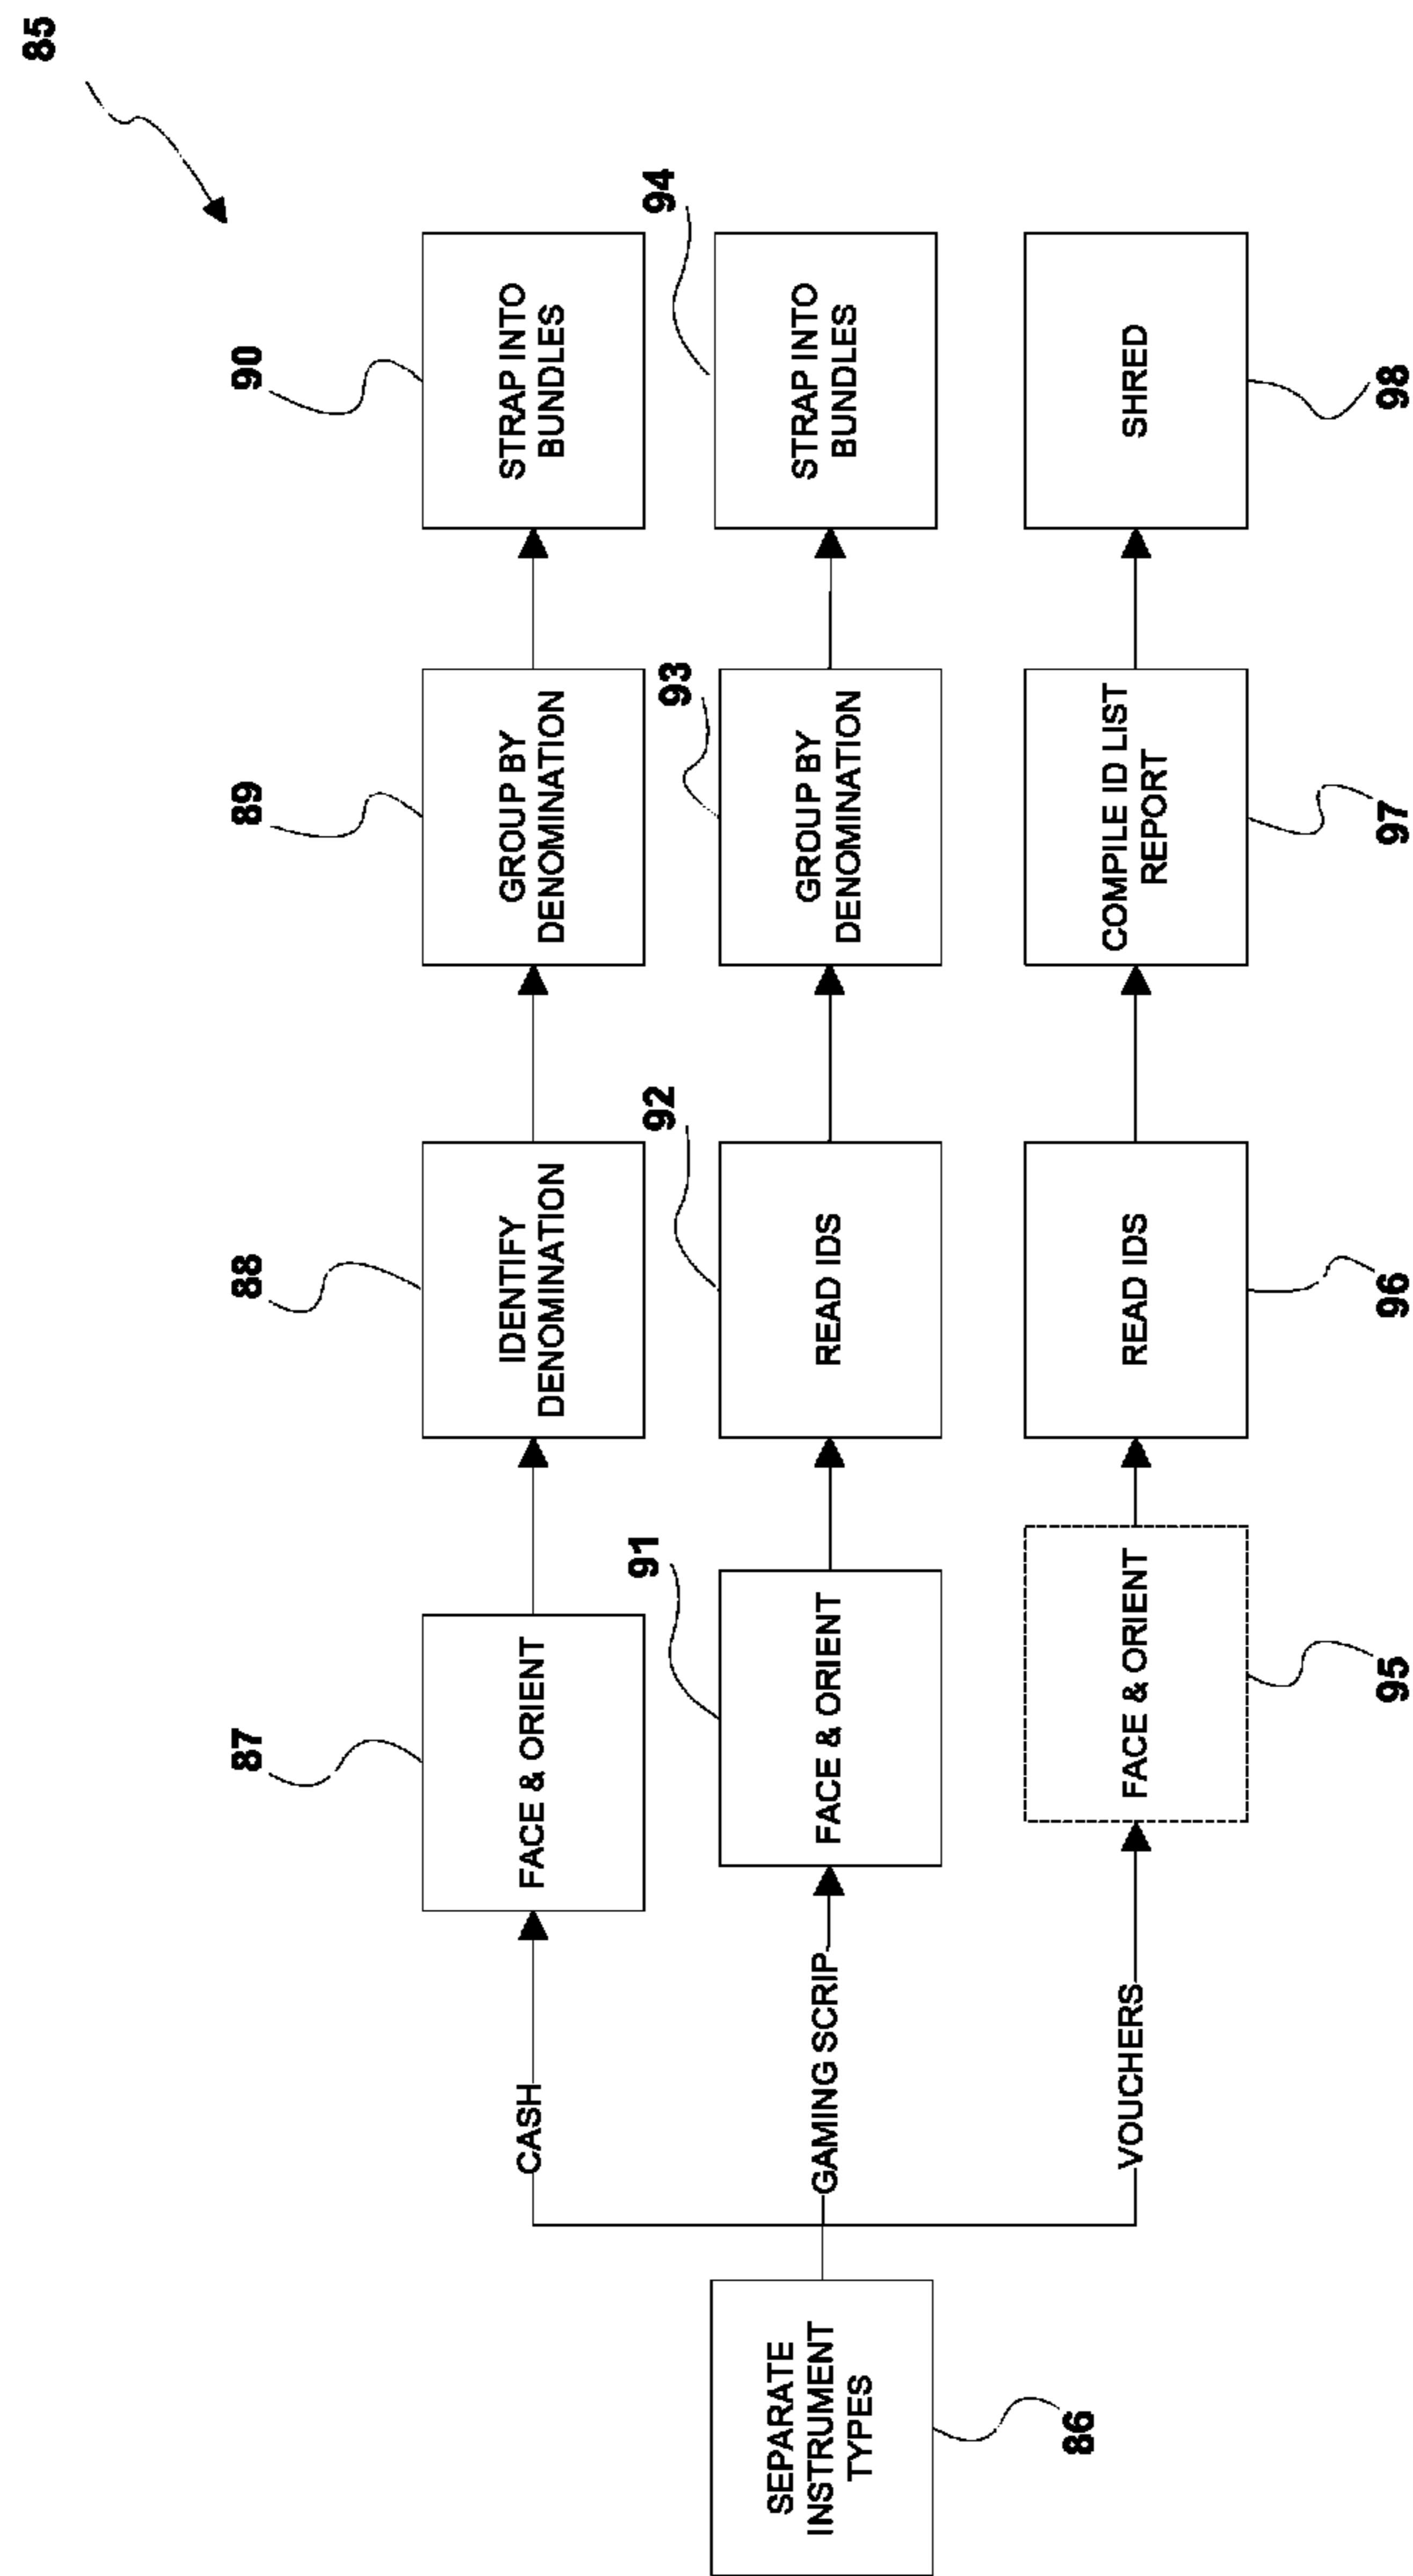 85
90
STRAP INTO
BUNDLES
94
STRAP INTO
BUNDLES
SHRED
98
89
GROUP BY
DENOMINATION
93
GROUP BY
DENOMINATION
COMPILE ID LIST
REPORT
97
88
IDENTIFY
DENOMINATION
92
READ IDS
READ IDS
96
87
FACE & ORIENT
91
FACE & ORIENT
FACE & ORIENT
95
CASH
GAMING SCRIP
VOUCHERS
SEPARATE
INSTRUMENT
TYPES
86